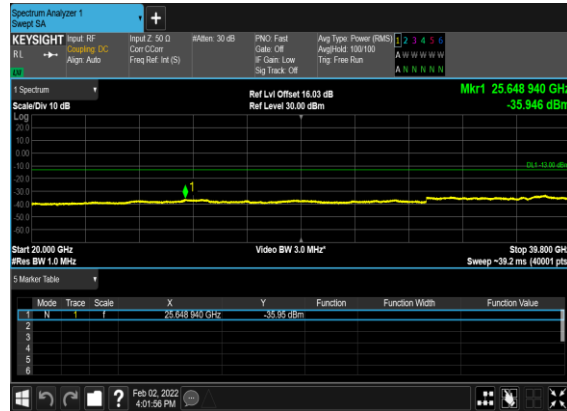 Spectrum Analyzer 1
Swept SA
+
KEYSIGHT Input: RF Input Z: 50 Ω #Atten: 30 dB PNO: Fast Avg Type: Power (RMS) 1 2 3 4 5 6
RL Coupling: DC Corr CCorr Gate: Off Avg|Hold: 100/100 A W W W W W
Align: Auto Freq Ref: Int (S) IF Gain: Low Trig: Free Run
Sig Track: Off A N N N N N
1 Spectrum Ref Lvl Offset 16.03 dB Mkr1 25.648 940 GHz
Scale/Div 10 dB Ref Level 30.00 dBm -35.946 dBm
Log
20.0
10.0
0.00
-10.0
DL1 -13.00 dBm
-20.0
-30.0
1
-40.0
-50.0
-60.0
Start 20.000 GHz Video BW 3.0 MHz* Stop 39.800 GHz
#Res BW 1.0 MHz Sweep ~39.2 ms (40001 pts
5 Marker Table
Mode Trace Scale X Y Function Function Width Function Value
1 N 1 f 25.648 940 GHz -35.95 dBm
2
3
4
5
6
? Feb 02, 2022
4:01:56 PM